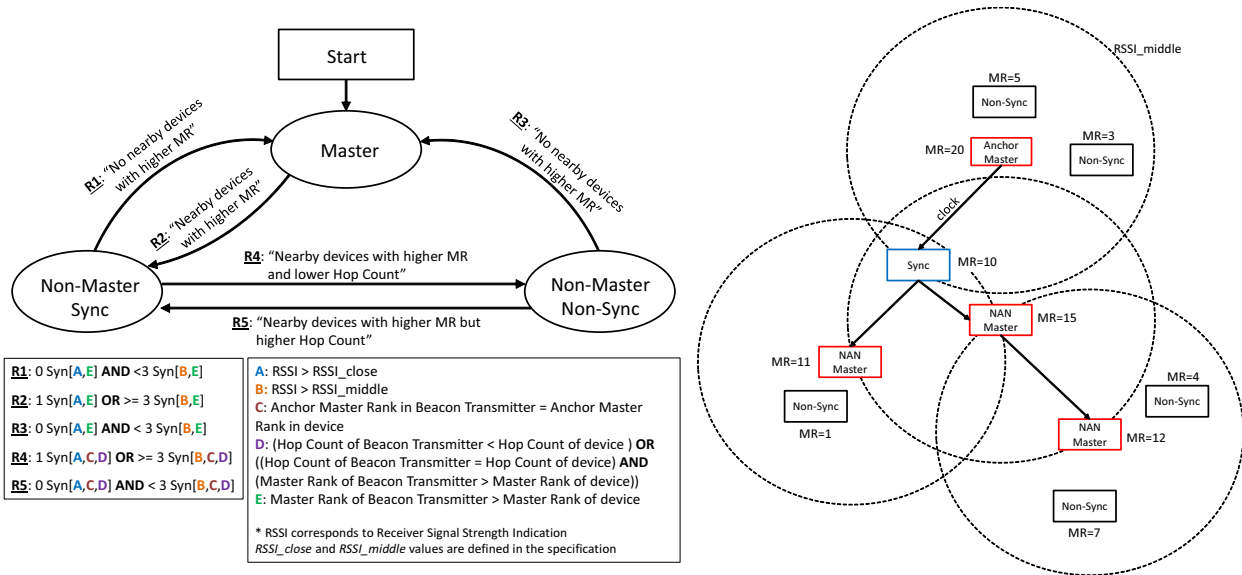 Start
Master
R1: “No nearby devices
with higher MR”
R2: “Nearby devices
with higher MR”
R3: “No nearby devices
with higher MR”
R4: “Nearby devices with higher MR
and lower Hop Count”
Non-Master
Sync
Non-Master
Non-Sync
R5: “Nearby devices with higher MR but
higher Hop Count”
R1: 0 Syn[A,E] AND <3 Syn[B,E]
R2: 1 Syn[A,E] OR >= 3 Syn[B,E]
R3: 0 Syn[A,E] AND < 3 Syn[B,E]
R4: 1 Syn[A,C,D] OR >= 3 Syn[B,C,D]
R5: 0 Syn[A,C,D] AND < 3 Syn[B,C,D]
A: RSSI > RSSI_close
B: RSSI > RSSI_middle
C: Anchor Master Rank in Beacon Transmitter = Anchor Master
Rank in device
D: (Hop Count of Beacon Transmitter < Hop Count of device ) OR
((Hop Count of Beacon Transmitter = Hop Count of device) AND
(Master Rank of Beacon Transmitter > Master Rank of device))
E: Master Rank of Beacon Transmitter > Master Rank of device
* RSSI corresponds to Receiver Signal Strength Indication
RSSI_close and RSSI_middle values are defined in the specification
RSSI_middle
MR=5
Non-Sync
MR=20
Anchor
Master
MR=3
Non-Sync
clock
Sync
MR=10
NAN
Master
MR=15
MR=11
NAN
Master
Non-Sync
MR=1
MR=4
Non-Sync
NAN
Master
MR=12
Non-Sync
MR=7